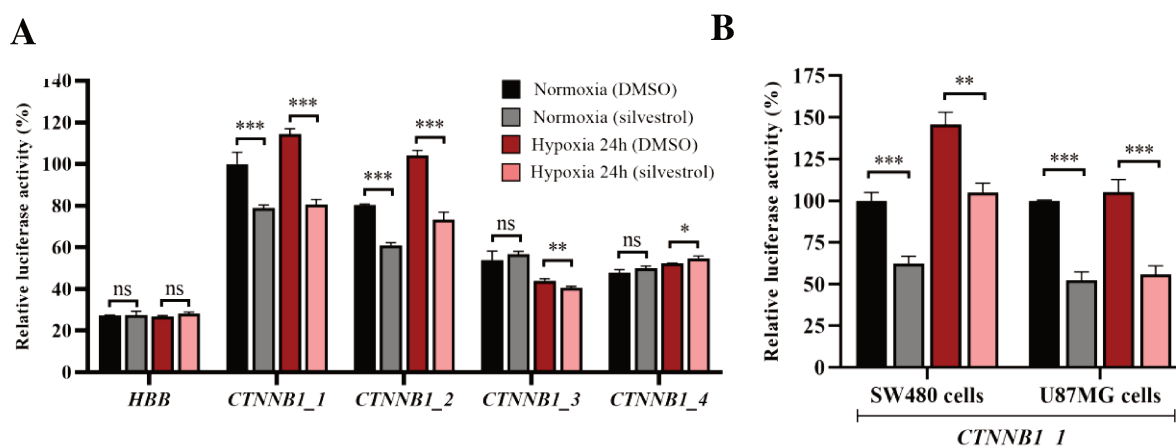 A
B
Relative luciferase activity (%)
140
120
100
80
60
40
20
0
Normoxia (DMSO)
Normoxia (silvestrol)
Hypoxia 24h (DMSO)
Hypoxia 24h (silvestrol)
ns
ns
***
***
***
***
ns
**
ns
*
HBB
CTNNB1_1
CTNNB1_2
CTNNB1_3
CTNNB1_4
Relative luciferase activity (%)
175
150
125
100
75
50
25
0
***
**
***
***
SW480 cells
U87MG cells
CTNNB1_1